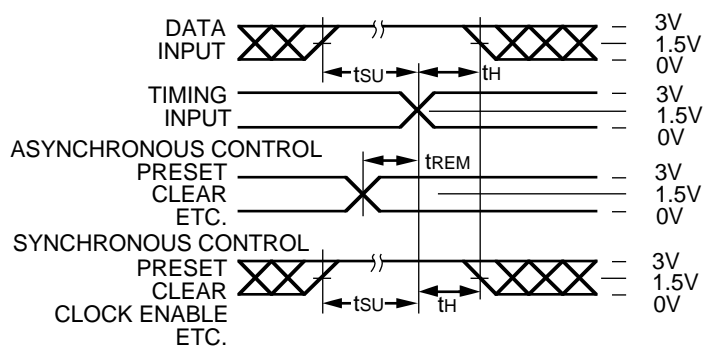 DATA INPUT
3V
1.5V
0V
tSU
tH
TIMING INPUT
3V
1.5V
0V
ASYNCHRONOUS CONTROL
PRESET
CLEAR
ETC.
tREM
3V
1.5V
0V
SYNCHRONOUS CONTROL
PRESET
CLEAR
CLOCK ENABLE
ETC.
3V
1.5V
0V
tSU
tH